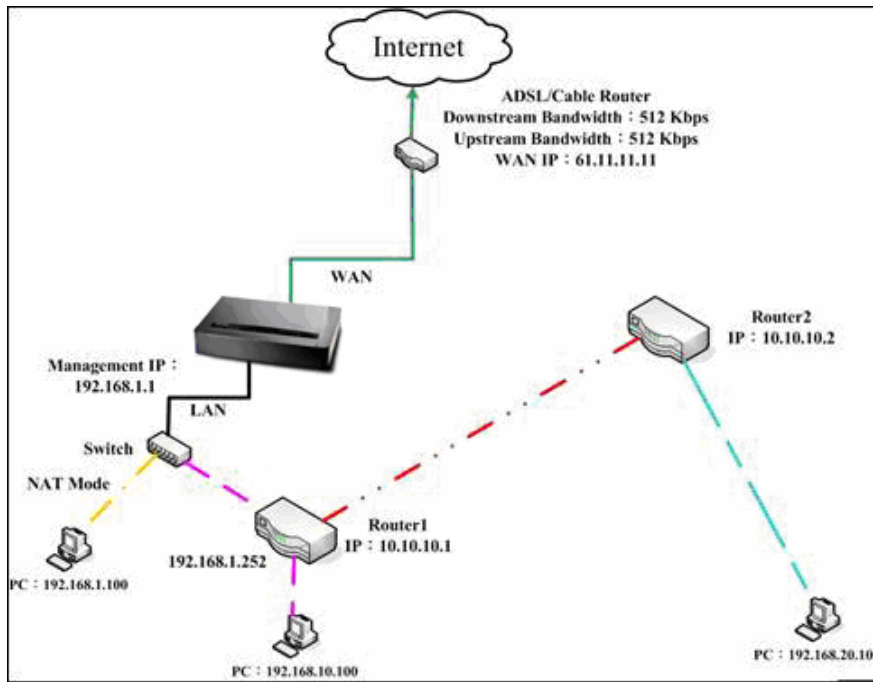 Internet
ADSL/Cable Router
Downstream Bandwidth：512 Kbps
Upstream Bandwidth：512 Kbps
WAN IP：61.11.11.11
WAN
Router2
IP：10.10.10.2
Management IP：
192.168.1.1
LAN
Switch
NAT Mode
Router1
IP：10.10.10.1
192.168.1.252
PC：192.168.1.100
PC：192.168.10.100
PC：192.168.20.10